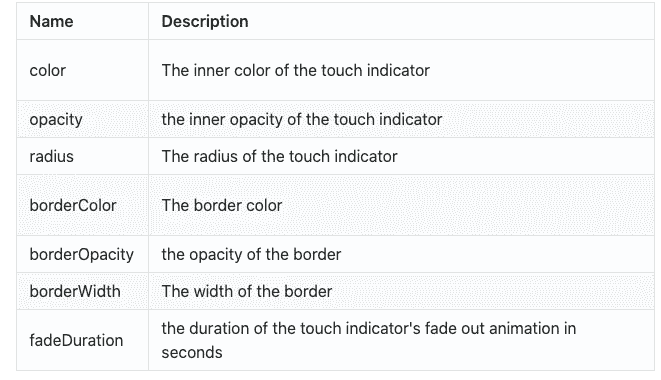 Name Description
color The inner color of the touch indicator
opacity the inner opacity of the touch indicator
radius The radius of the touch indicator
borderColor The border color
borderOpacity the opacity of the border
borderWidth The width of the border
fadeDuration the duration of the touch indicator's fade out animation in
seconds